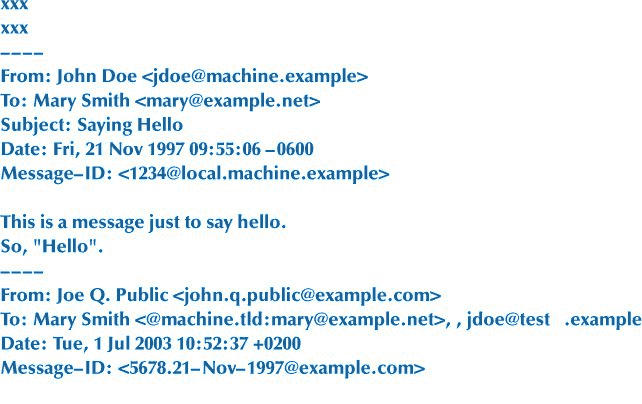 xxx
xxx
----
From: John Doe <jdoe@machine.example>
To: Mary Smith <mary@example.net>
Subject: Saying Hello
Date: Fri, 21 Nov 1997 09:55:06 -0600
Message-ID: <1234@local.machine.example>

This is a message just to say hello.
So, "Hello".
----
From: Joe Q. Public <john.q.public@example.com>
To: Mary Smith <@machine.tld:mary@example.net>, , jdoe@test   .example
Date: Tue, 1 Jul 2003 10:52:37 +0200
Message-ID: <5678.21-Nov-1997@example.com>